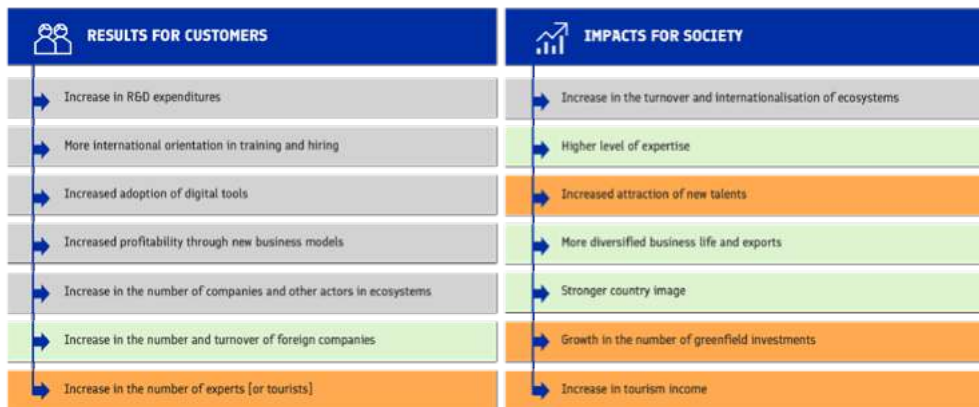 RESULTS FOR CUSTOMERS
Increase in R&D expenditures
More international orientation in training and hiring
Increased adoption of digital tools
Increased profitability through new business models
Increase in the number of companies and other actors in ecosystems
Increase in the number and turnover of foreign companies
Increase in the number of experts [or tourists]
IMPACTS FOR SOCIETY
Increase in the turnover and internationalisation of ecosystems
Higher level of expertise
Increased attraction of new talents
More diversified business life and exports
Stronger country image
Growth in the number of greenfield investments
Increase in tourism income